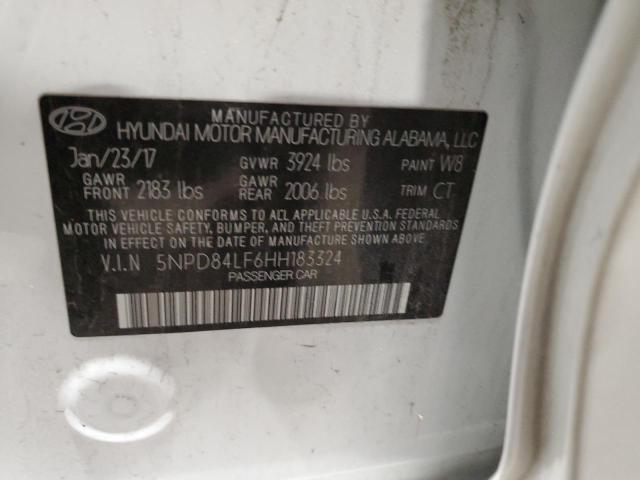 MANUFACTURED BY
HYUNDAI MOTOR MANUFACTURING ALABAMA, LLC
Jan/23/17 GVWR 3924 lbs PAINT W8
GAWR FRONT 2183 lbs GAWR REAR 2006 lbs TRIM CT
THIS VEHICLE CONFORMS TO ALL APPLICABLE U.S.A. FEDERAL
MOTOR VEHICLE SAFETY, BUMPER, AND THEFT PREVENTION
STANDARDS IN EFFECT ON THE DATE OF MANUFACTURE SHOWN ABOVE.
V.I.N 5NPD84LF6HH183324
PASSENGER CAR